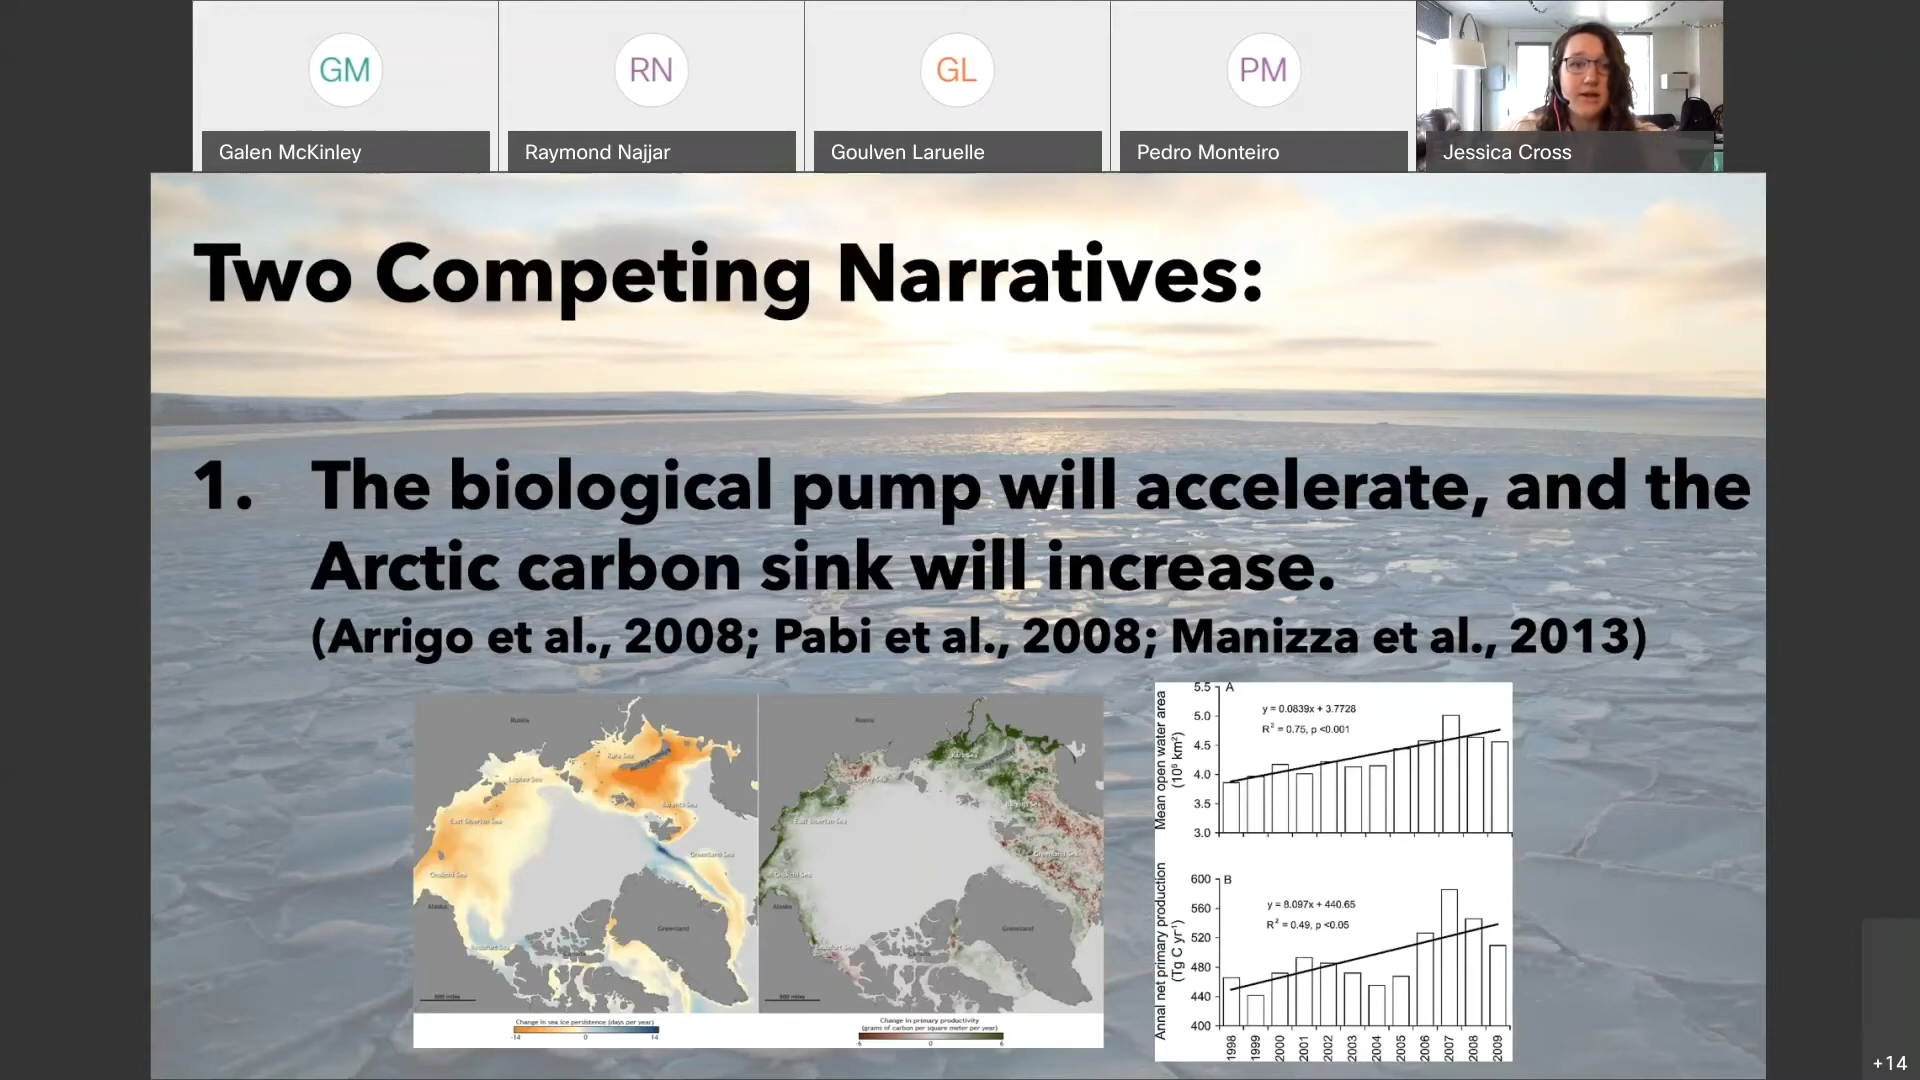 GM
RN
GL
PM
Galen McKinley
Raymond Najjar
Goulven Laruelle
Pedro Monteiro
Jessica Cross
Two Competing Narratives:
1. The biological pump will accelerate, and the
Arctic carbon sink will increase.
(Arrigo et al., 2008; Pabi et al., 2008; Manizza et al., 2013)
Russia
Kara Sea
Laptev Sea
Barents Sea
East Siberian Sea
Greenland Sea
Chukchi Sea
Alaska
Greenland
Beaufort Sea
Canada
500 miles
Change in sea ice persistence (days per year)
-14 0 14
Russia
Kara Sea
Laptev Sea
Barents Sea
East Siberian Sea
Greenland Sea
Chukchi Sea
Alaska
Greenland
Beaufort Sea
Canada
500 miles
Change in primary productivity
(grams of carbon per square meter per year)
-6 0 6
A
y = 0.0839x + 3.7728
R² = 0.75, p <0.001
Mean open water area
(10⁶ km²)
5.5
5.0
4.5
4.0
3.5
3.0
B
y = 8.097x + 440.65
R² = 0.49, p <0.05
Annal net primary production
(Tg C yr⁻¹)
600
560
520
480
440
400
1998 1999 2000 2001 2002 2003 2004 2005 2006 2007 2008 2009
+14